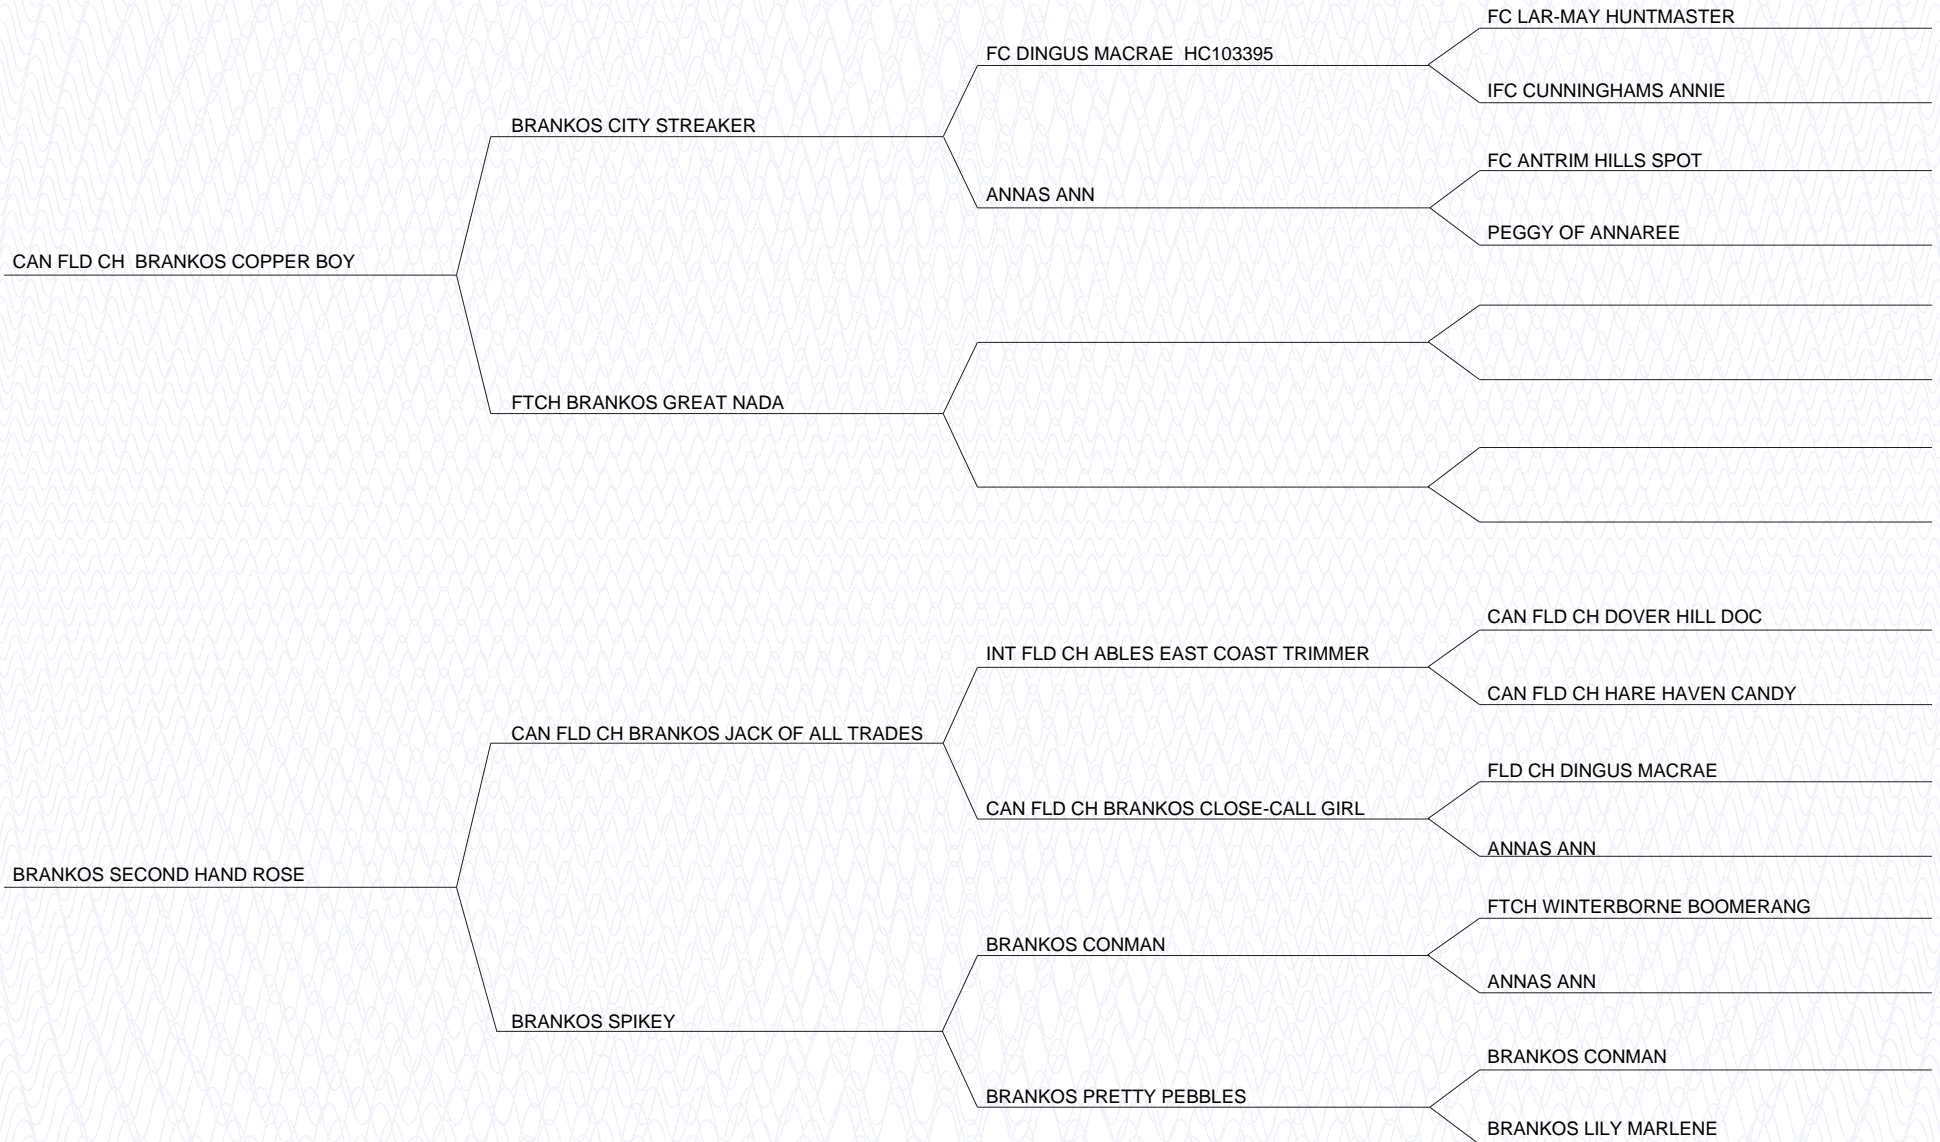 FC LAR-MAY HUNTMASTER
FC DINGUS MACRAE  HC103395
IFC CUNNINGHAMS ANNIE
BRANKOS CITY STREAKER
FC ANTRIM HILLS SPOT
ANNAS ANN
PEGGY OF ANNAREE
CAN FLD CH  BRANKOS COPPER BOY
FTCH BRANKOS GREAT NADA
CAN FLD CH DOVER HILL DOC
INT FLD CH ABLES EAST COAST TRIMMER
CAN FLD CH HARE HAVEN CANDY
CAN FLD CH BRANKOS JACK OF ALL TRADES
FLD CH DINGUS MACRAE
CAN FLD CH BRANKOS CLOSE-CALL GIRL
ANNAS ANN
BRANKOS SECOND HAND ROSE
FTCH WINTERBORNE BOOMERANG
BRANKOS CONMAN
ANNAS ANN
BRANKOS SPIKEY
BRANKOS CONMAN
BRANKOS PRETTY PEBBLES
BRANKOS LILY MARLENE